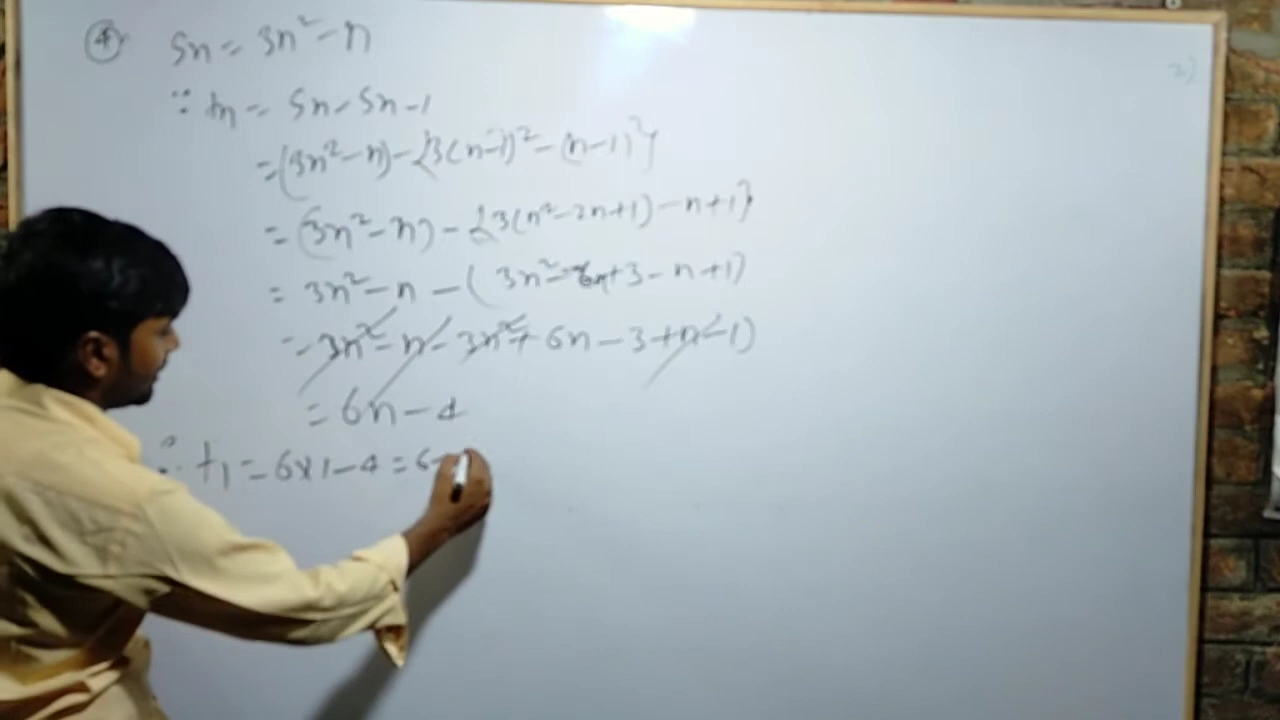 ④ Sn = 3n² - n
∵ tn = Sn - Sn-1
= (3n² - n) - {3(n-1)² - (n-1)}
= (3n² - n) - {3(n² - 2n + 1) - n + 1}
= 3n² - n - (3n² - 6n + 3 - n + 1)
= 3n² - n - 3n² + 6n - 3 + n - 1)
= 6n - 4
∴ t₁ = 6×1 - 4 = 6 -
2)